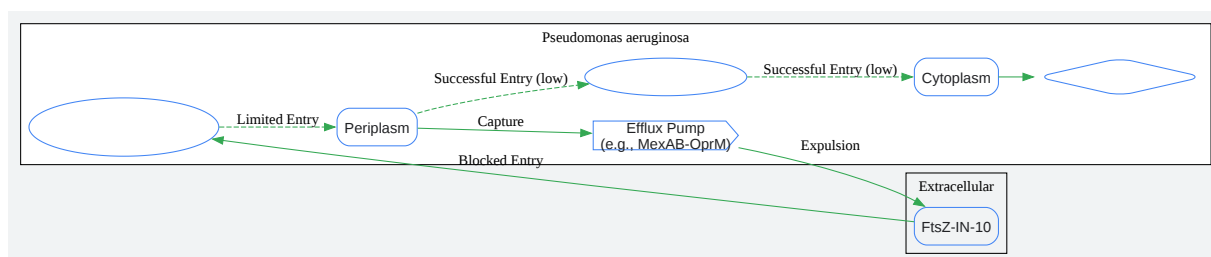 Pseudomonas aeruginosa
Successful Entry (low)
Successful Entry (low)
Cytoplasm
Limited Entry
Periplasm
Capture
Efflux Pump
(e.g., MexAB-OprM)
Expulsion
Blocked Entry
Extracellular
FtsZ-IN-10